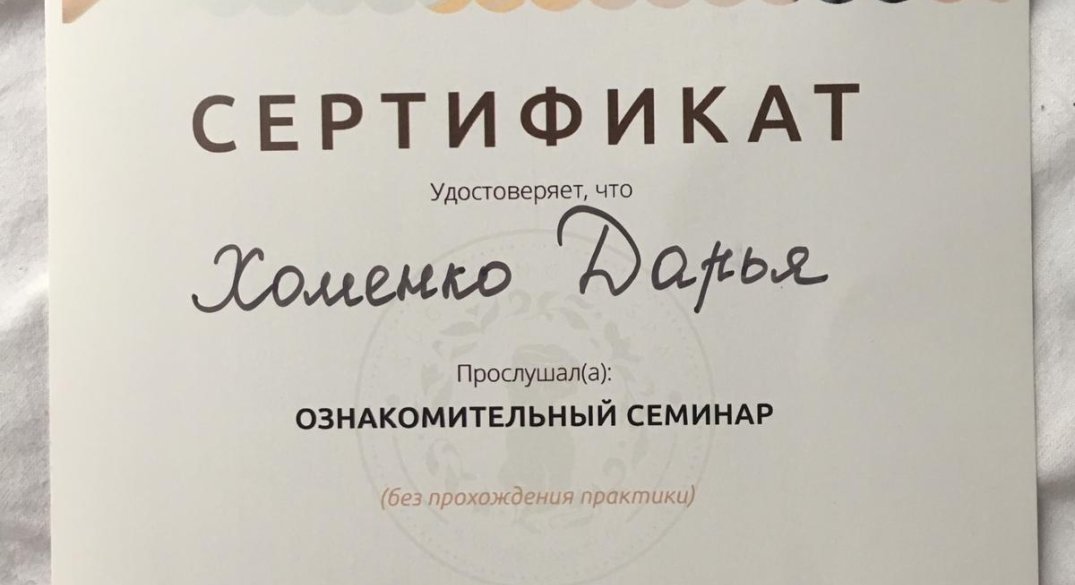 СЕРТИФИКАТ
Удостоверяет, что
Хоменко Дарья
Прослушал(а):
ОЗНАКОМИТЕЛЬНЫЙ СЕМИНАР
(без прохождения практики)